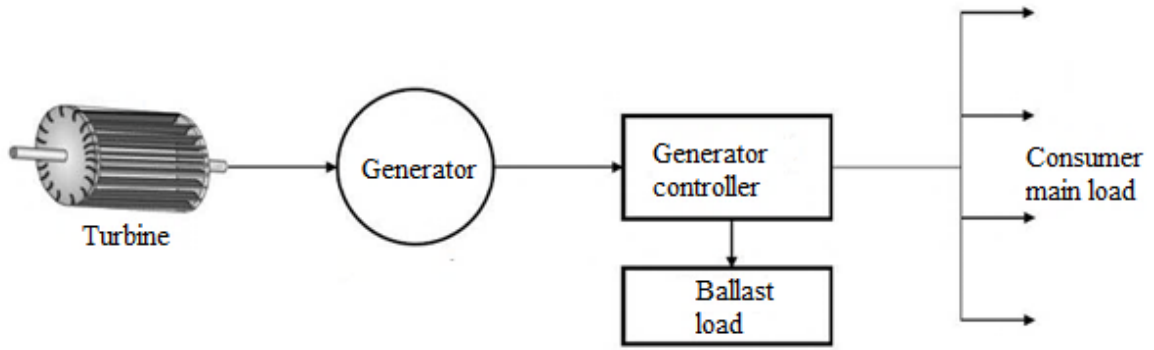 Turbine
Generator
Generator
controller
Ballast
load
Consumer
main load